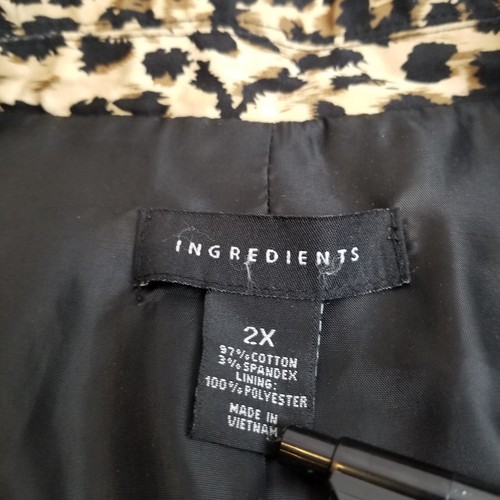 INGREDIENTS
2X
97% COTTON
3% SPANDEX
LINING:
100% POLYESTER
MADE IN
VIETNAM